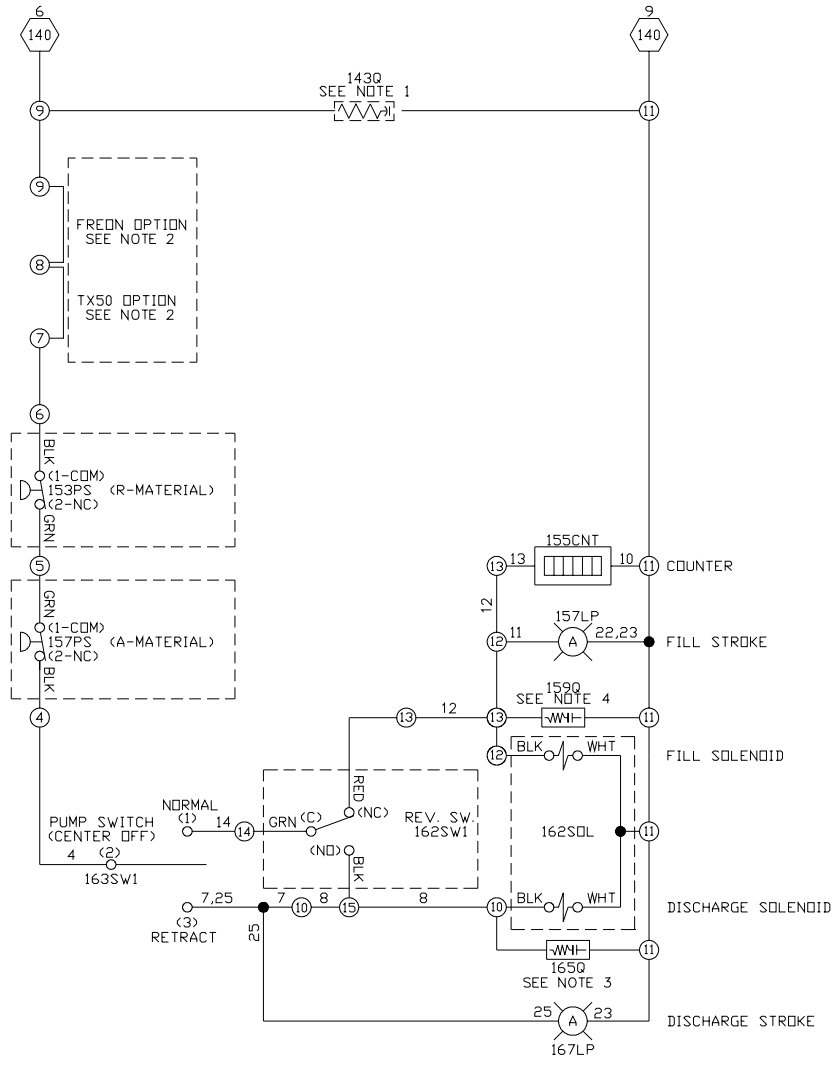 6
140
9
140
143Q
SEE NOTE 1
9
11
9
FREON OPTION
SEE NOTE 2
8
TX50 OPTION
SEE NOTE 2
7
6
BLK
(1-COM)
153PS (R-MATERIAL)
(2-NC)
GRN
5
GRN
(1-COM)
157PS (A-MATERIAL)
(2-NC)
BLK
4
155CNT
13
13
10
11
COUNTER
12
157LP
12
11
A
22,23
FILL STROKE
159Q
SEE NOTE 4
13
12
13
11
12
BLK
WHT
FILL SOLENOID
RED
NORMAL
(1)
14
14
GRN
(C)
(NC)
REV. SW.
162SW1
(NO)
BLK
162SOL
11
PUMP SWITCH
(CENTER OFF)
4
(2)
163SW1
7,25
7
10
8
15
8
10
BLK
WHT
DISCHARGE SOLENOID
(3)
RETRACT
25
165Q
SEE NOTE 3
11
25
A
23
167LP
DISCHARGE STROKE